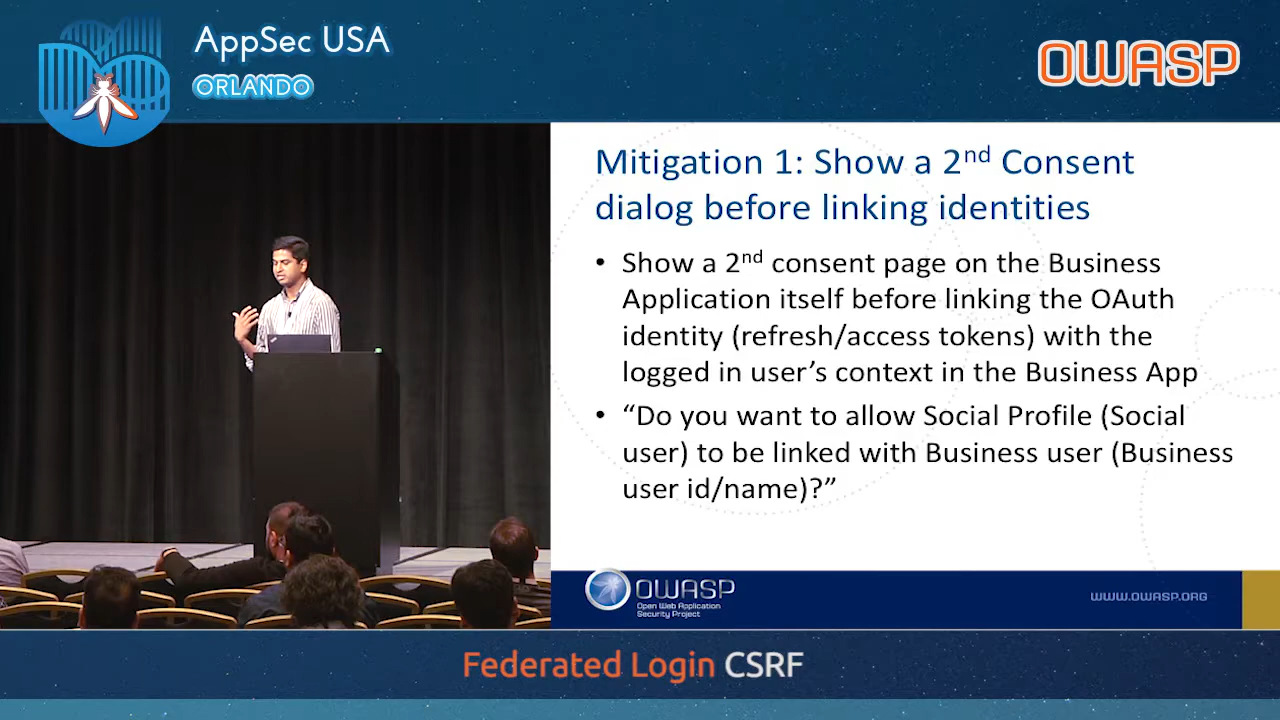 AppSec USA
ORLANDO
OWASP
Mitigation 1: Show a 2nd Consent
dialog before linking identities
• Show a 2nd consent page on the Business
Application itself before linking the OAuth
identity (refresh/access tokens) with the
logged in user's context in the Business App
• “Do you want to allow Social Profile (Social
user) to be linked with Business user (Business
user id/name)?”
OWASP
Open Web Application
Security Project
WWW.OWASP.ORG
Federated Login CSRF